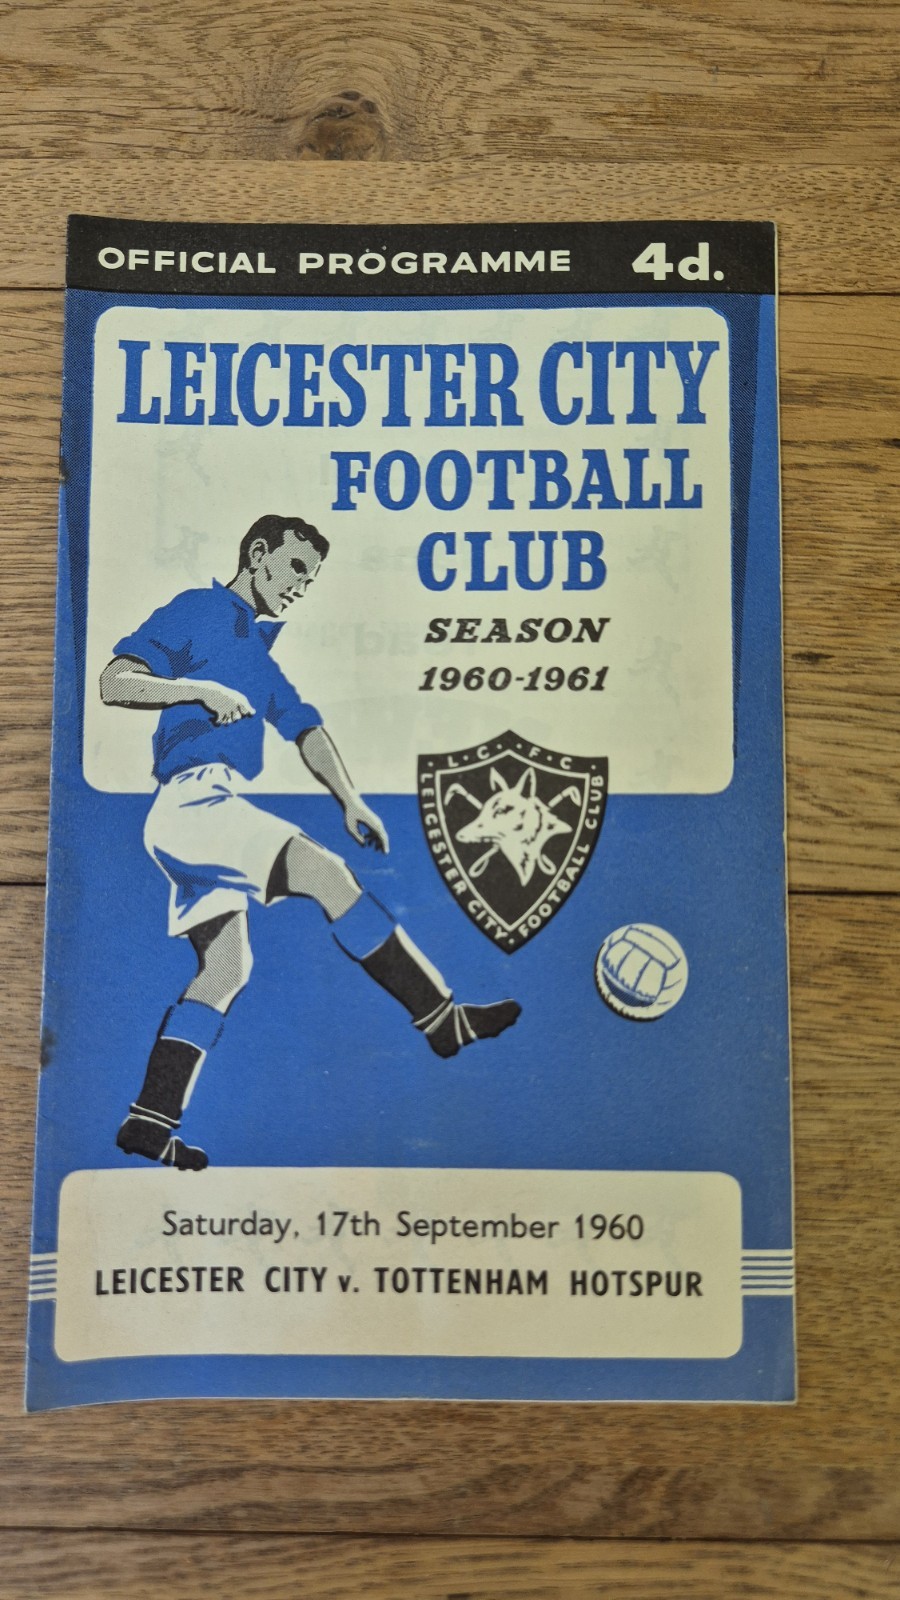 OFFICIAL PROGRAMME 4d.
LEICESTER CITY
FOOTBALL
CLUB
SEASON
1960-1961
· L · C · F · C ·
LEICESTER CITY · FOOTBALL CLUB
Saturday, 17th September 1960
LEICESTER CITY v. TOTTENHAM HOTSPUR